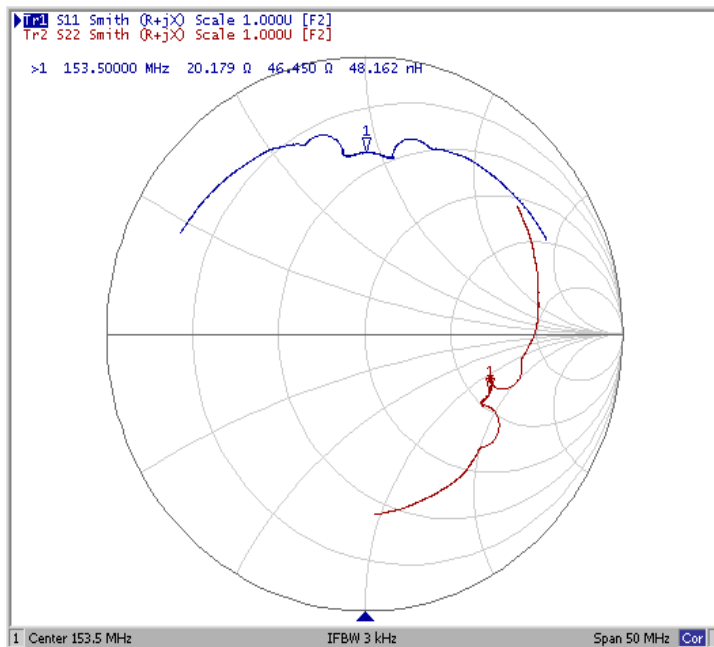 Tr1 S11 Smith (R+jX) Scale 1.000U [F2]
Tr2 S22 Smith (R+jX) Scale 1.000U [F2]
>1 153.50000 MHz 20.179 Ω 46.450 Ω 48.162 nH
1
1
1 Center 153.5 MHz IFBW 3 kHz Span 50 MHz Cor